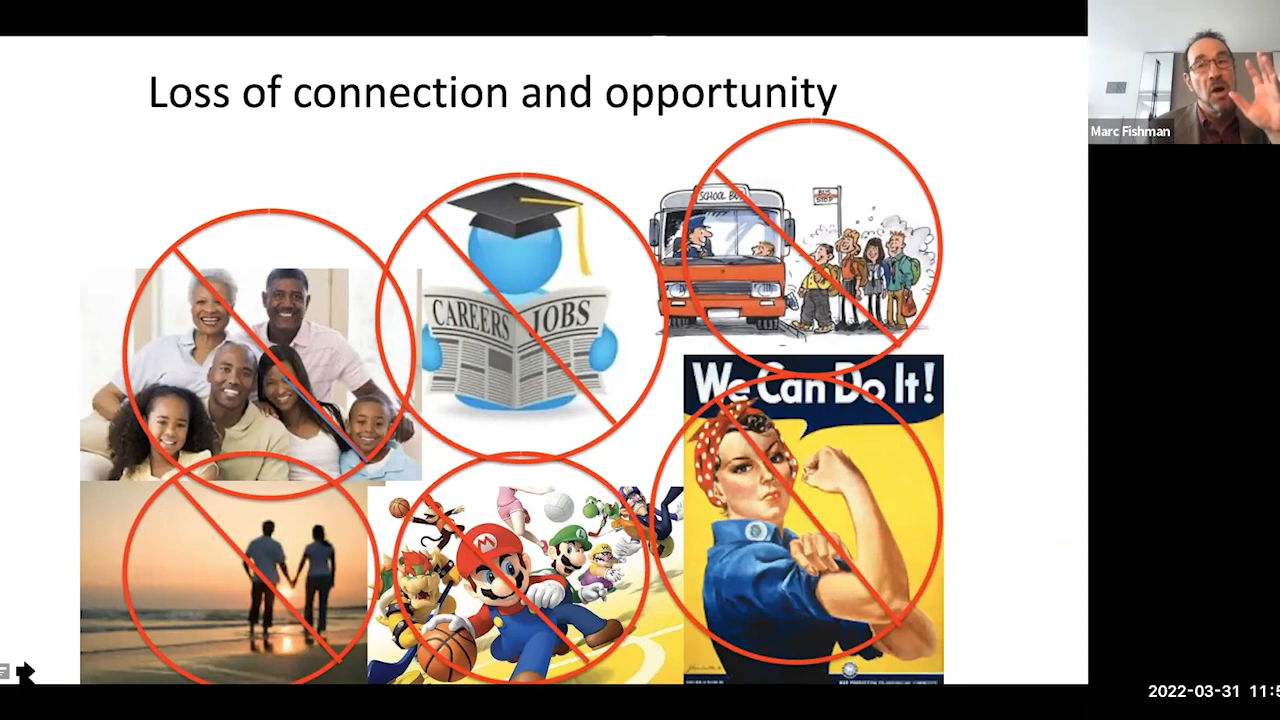 Loss of connection and opportunity
Marc Fishman
SCHOOL BUS
BUS
STOP
CAREERS JOBS
We Can Do It!
M
2022-03-31 11:5